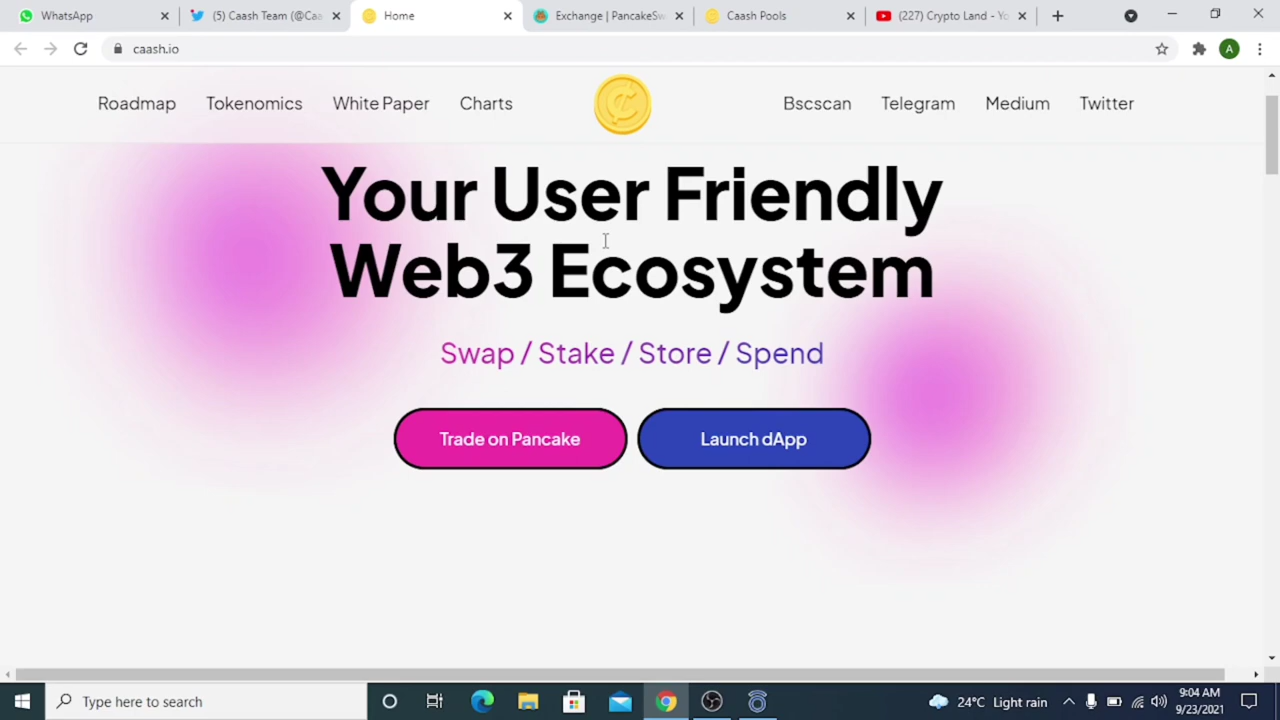 WhatsApp
(5) Caash Team (@Caa
Home
Exchange | PancakeSw
Caash Pools
(227) Crypto Land - Yo
caash.io
A
Roadmap
Tokenomics
White Paper
Charts
Bscscan
Telegram
Medium
Twitter
Your User Friendly
Web3 Ecosystem
Swap / Stake / Store / Spend
Trade on Pancake
Launch dApp
Type here to search
24°C Light rain
9:04 AM
9/23/2021